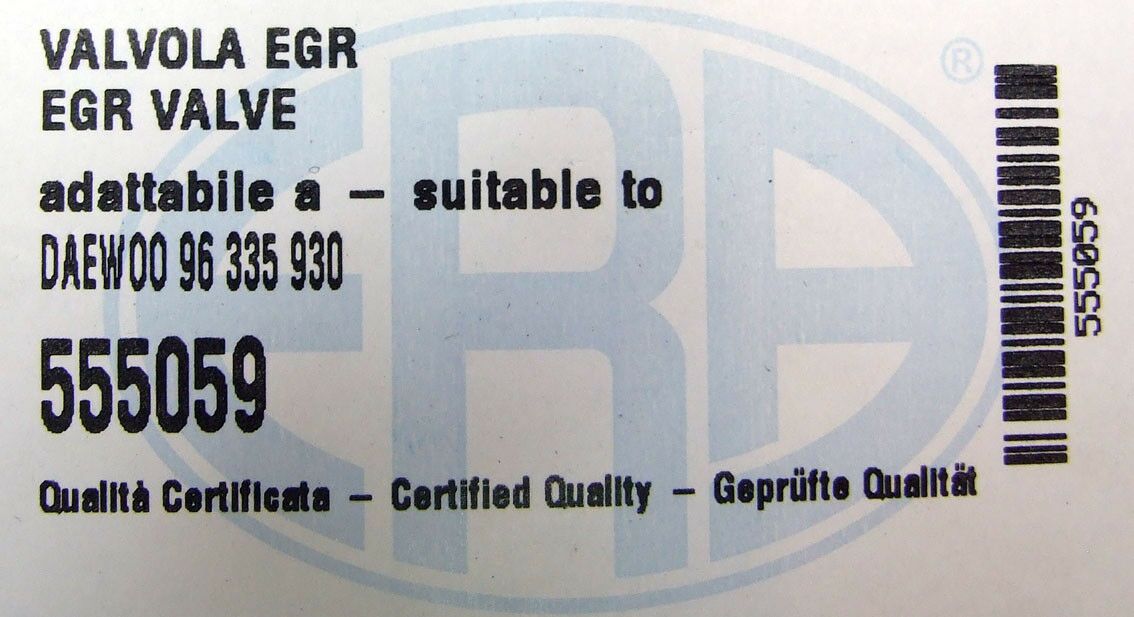 VALVOLA EGR
EGR VALVE
adattabile a – suitable to
DAEWOO 96 335 930
555059
Qualità Certificata – Certified Quality – Geprüfte Qualität
ERA
®
555059